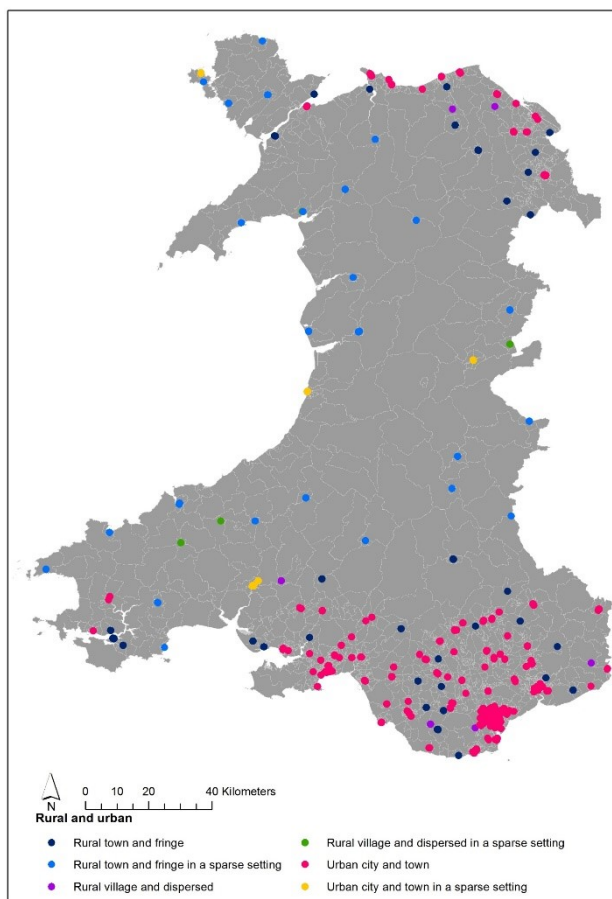 N
0 5 10 20 30 40 Kilometers
Rural and urban
Rural town and fringe
Rural town and fringe in a sparse setting
Rural village and dispersed
Rural village and dispersed in a sparse setting
Urban city and town
Urban city and town in a sparse setting